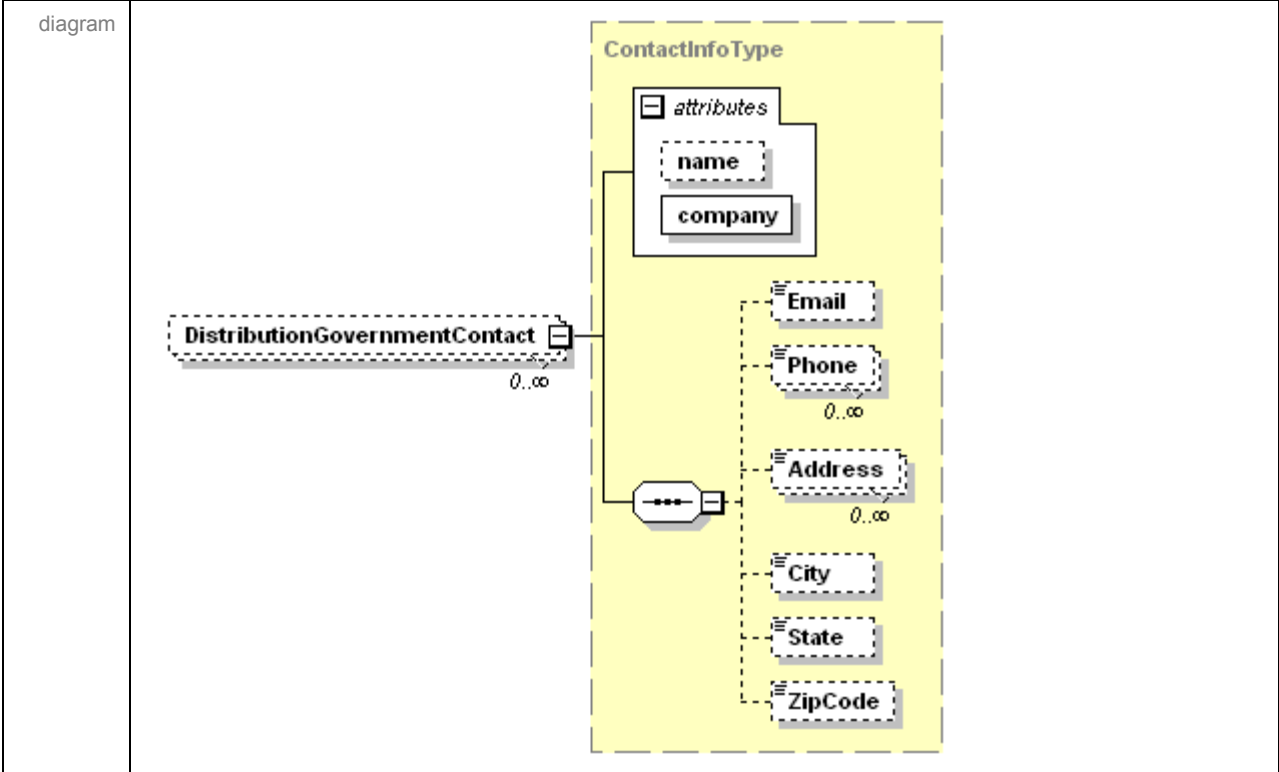 diagram
ContactInfoType
attributes
name
company
DistributionGovernmentContact
0..∞
Email
Phone
0..∞
Address
0..∞
City
State
ZipCode